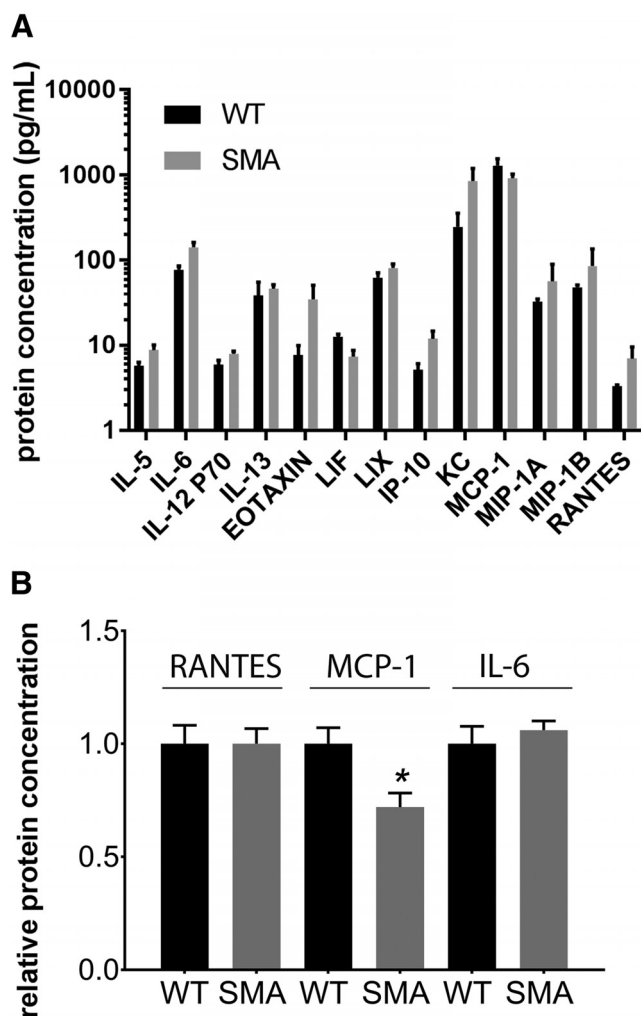 A
protein concentration (pg/mL)
10000
1000
100
10
1
WT
SMA
IL-5
IL-6
IL-12 P70
IL-13
EOTAXIN
LIF
LIX
IP-10
KC
MCP-1
MIP-1A
MIP-1B
RANTES
B
relative protein concentration
1.5
1.0
0.5
0.0
RANTES MCP-1 IL-6
*
WT SMA WT SMA WT SMA